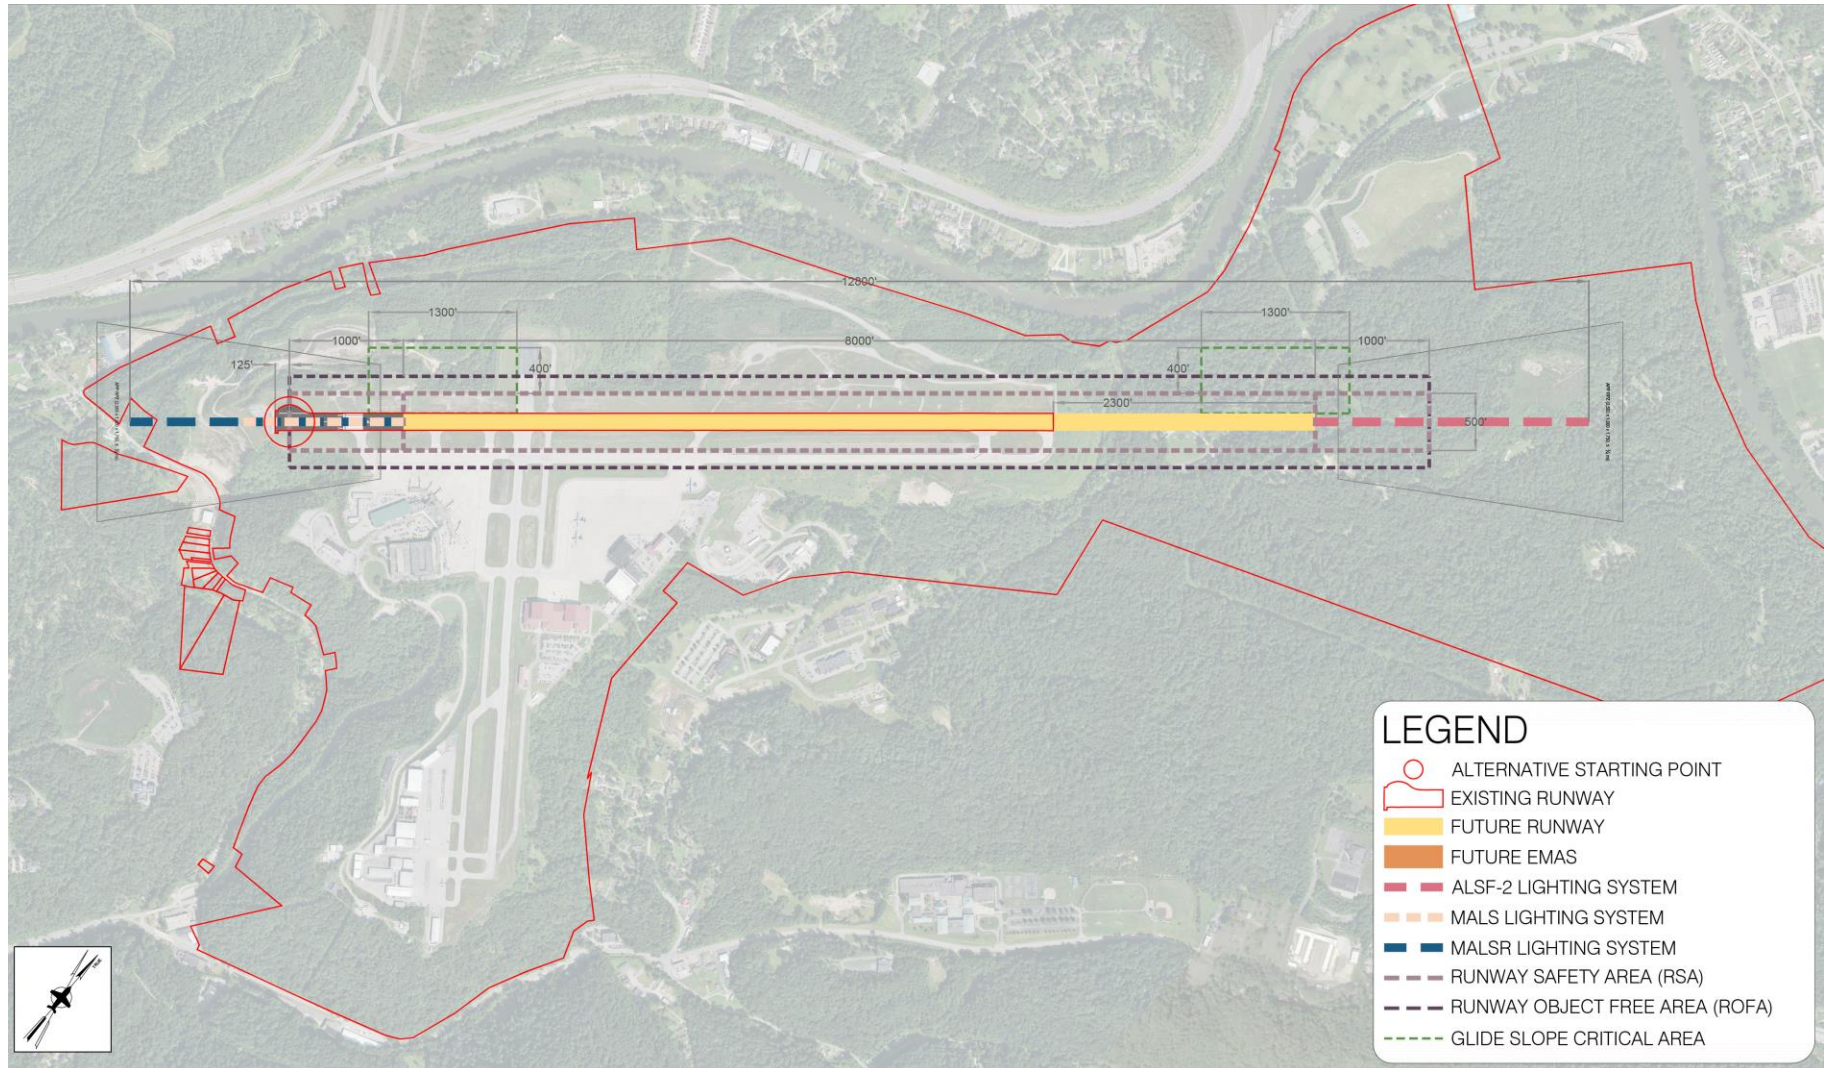 12800'
1300'
1300'
1000'
8000'
1000'
125'
400'
400'
2300'
500'
LEGEND
ALTERNATIVE STARTING POINT
EXISTING RUNWAY
FUTURE RUNWAY
FUTURE EMAS
ALSF-2 LIGHTING SYSTEM
MALS LIGHTING SYSTEM
MALSR LIGHTING SYSTEM
RUNWAY SAFETY AREA (RSA)
RUNWAY OBJECT FREE AREA (ROFA)
GLIDE SLOPE CRITICAL AREA